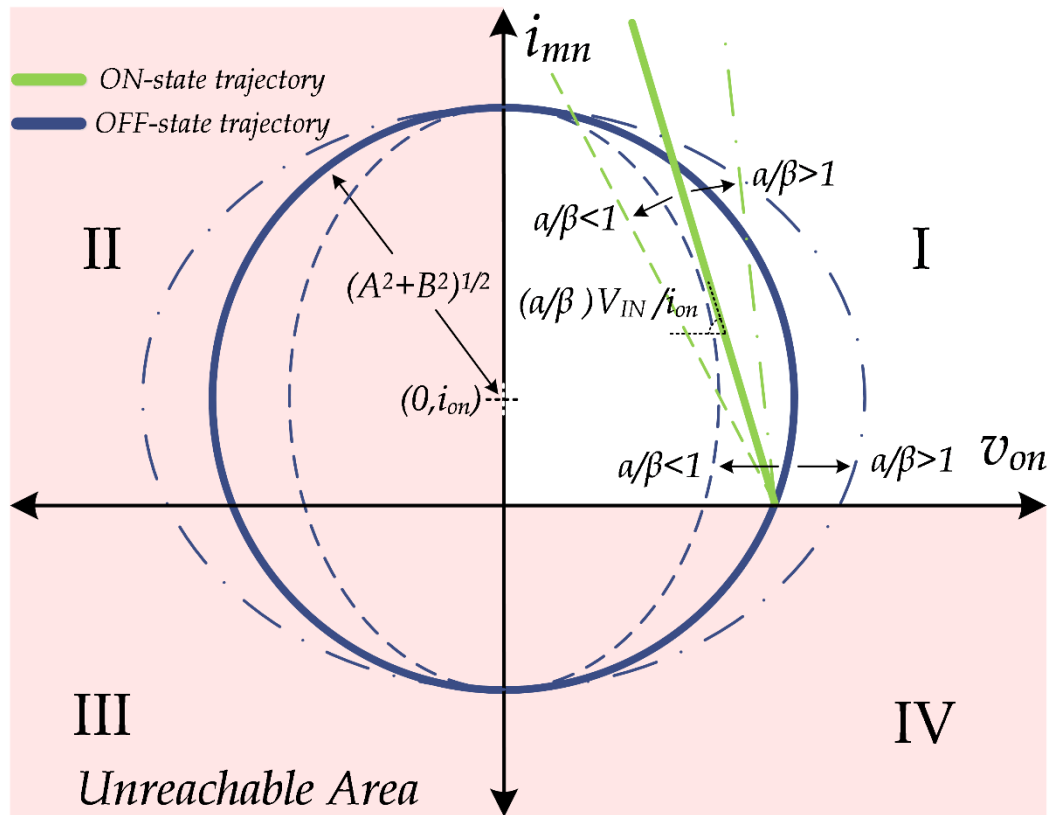 i_mn
ON-state trajectory
OFF-state trajectory
a/β>1
a/β<1
II
I
(A²+B²)^1/2
(a/β)V_IN/i_on
(0,i_on)
a/β<1
a/β>1
v_on
III
IV
Unreachable Area